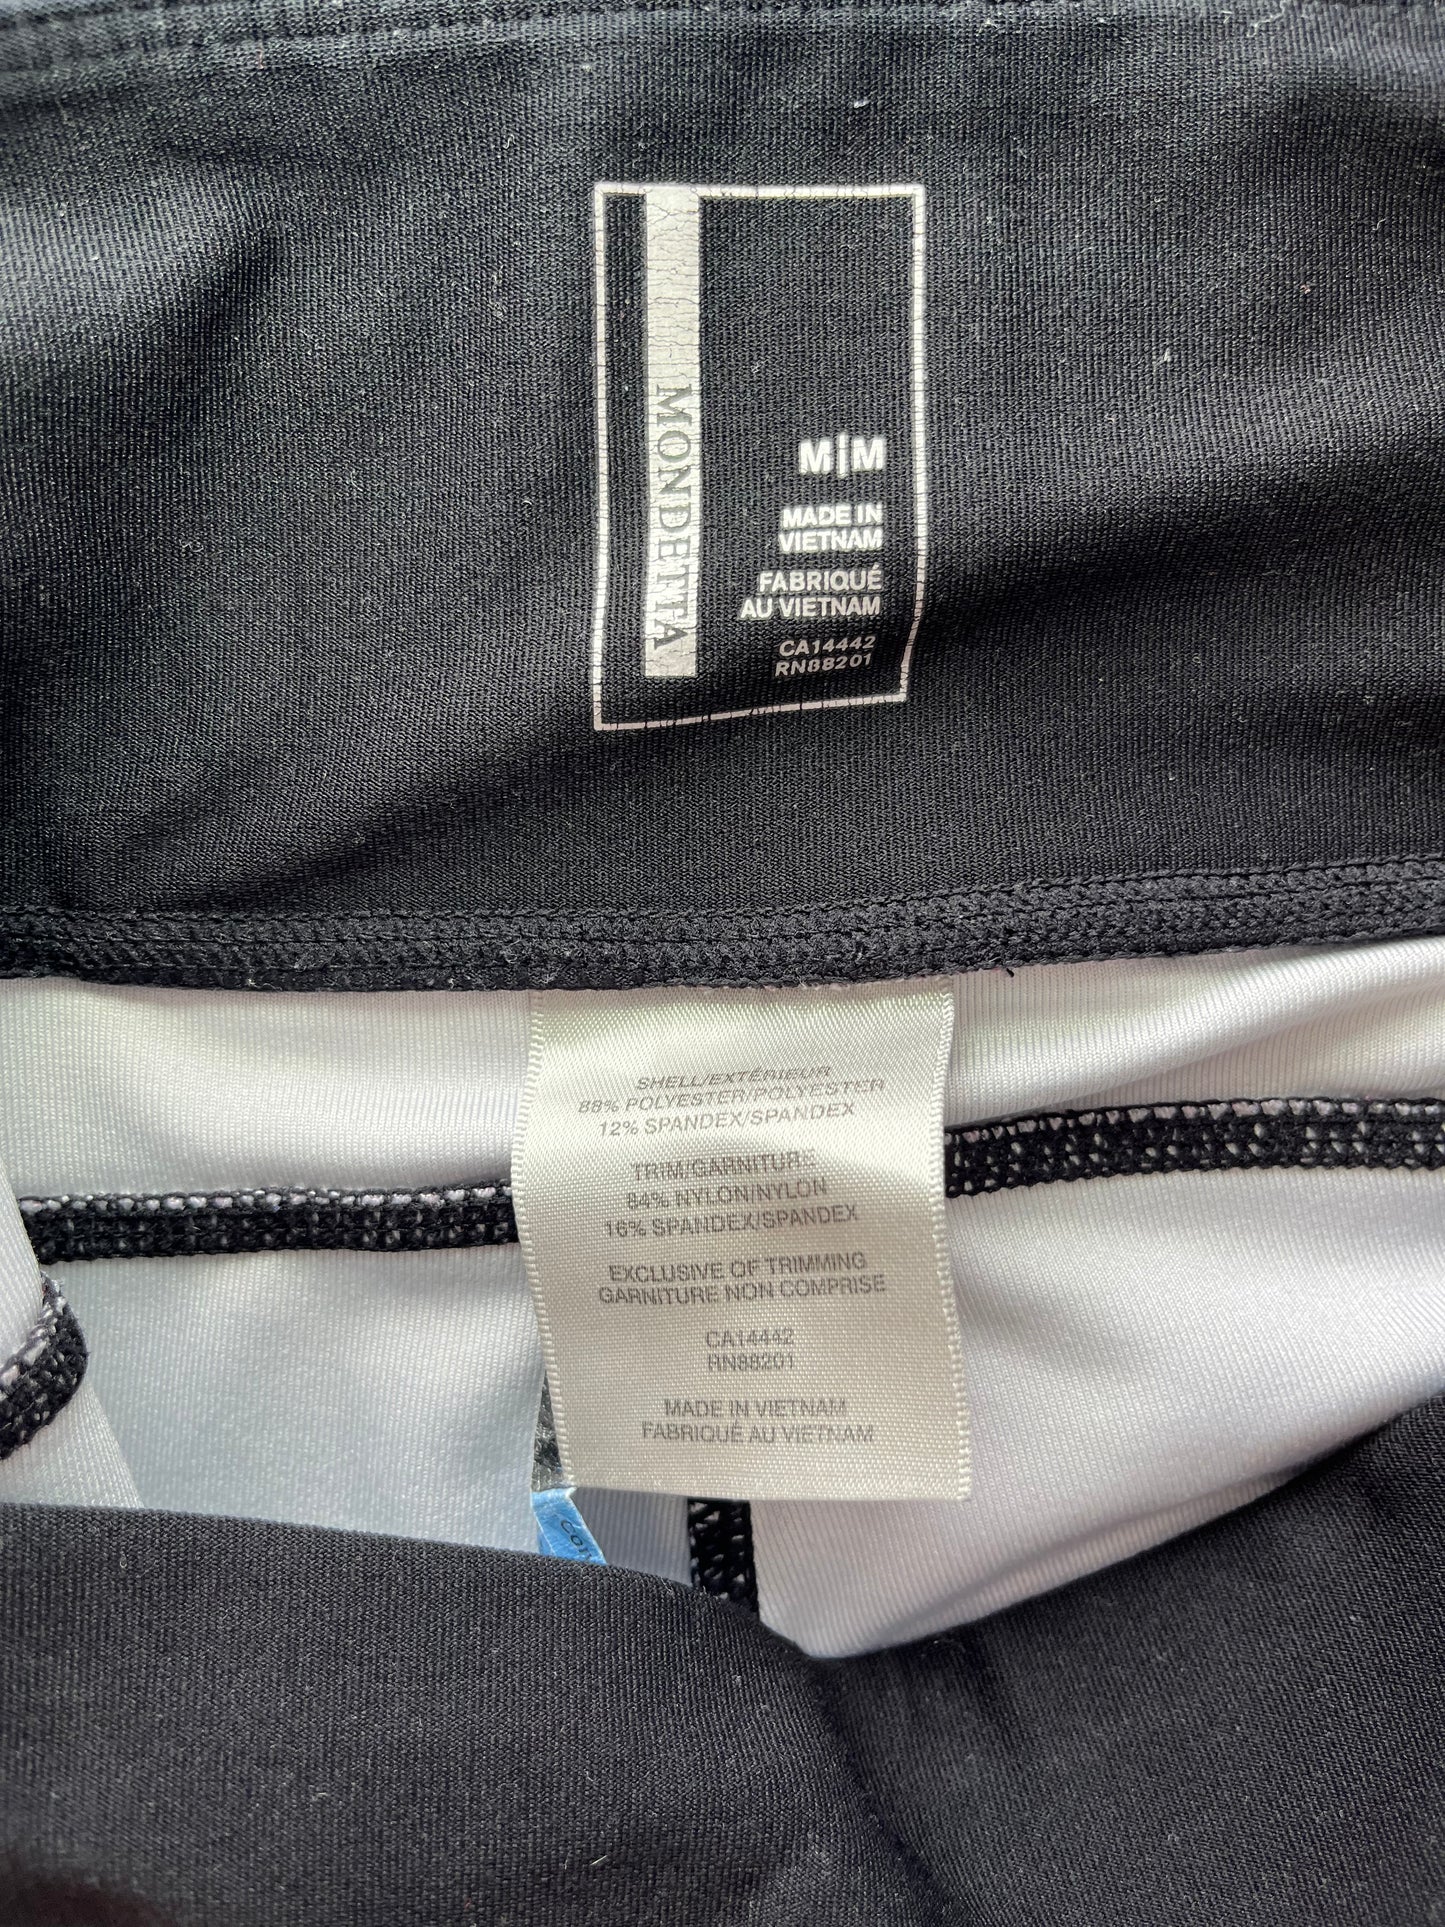 MONDETTA
M|M
MADE IN
VIETNAM
FABRIQUÉ
AU VIETNAM
CA14442
RN88201
SHELL/EXTÉRIEUR
88% POLYESTER/POLYESTER
12% SPANDEX/SPANDEX
TRIM/GARNITURE
84% NYLON/NYLON
16% SPANDEX/SPANDEX
EXCLUSIVE OF TRIMMING
GARNITURE NON COMPRISE
CA14442
RN88201
MADE IN VIETNAM
FABRIQUÉ AU VIETNAM